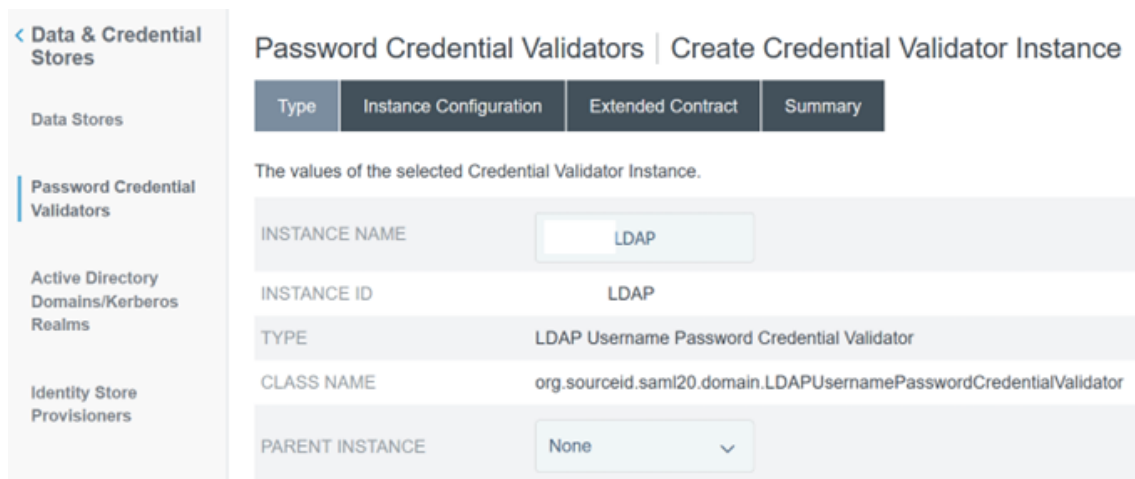 Data & Credential
Stores
Data Stores
Password Credential
Validators
Active Directory
Domains/Kerberos
Realms
Identity Store
Provisioners
Password Credential Validators | Create Credential Validator Instance
Type Instance Configuration Extended Contract Summary
The values of the selected Credential Validator Instance.
INSTANCE NAME LDAP
INSTANCE ID LDAP
TYPE LDAP Username Password Credential Validator
CLASS NAME org.sourceid.saml20.domain.LDAPUsernamePasswordCredentialValidator
PARENT INSTANCE None